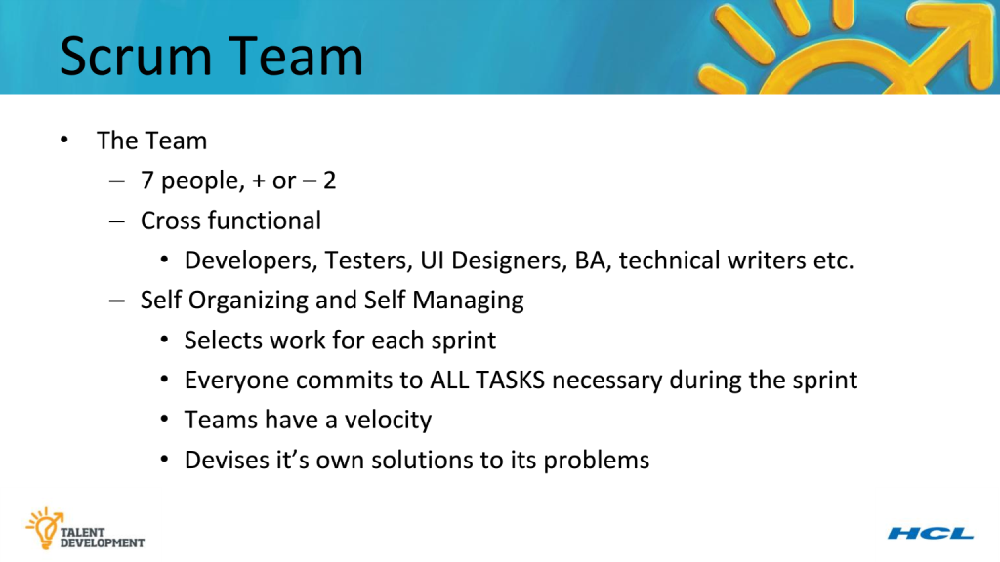 Scrum Team
• The Team
– 7 people, + or – 2
– Cross functional
• Developers, Testers, UI Designers, BA, technical writers etc.
– Self Organizing and Self Managing
• Selects work for each sprint
• Everyone commits to ALL TASKS necessary during the sprint
• Teams have a velocity
• Devises it’s own solutions to its problems
TALENT
DEVELOPMENT
HCL